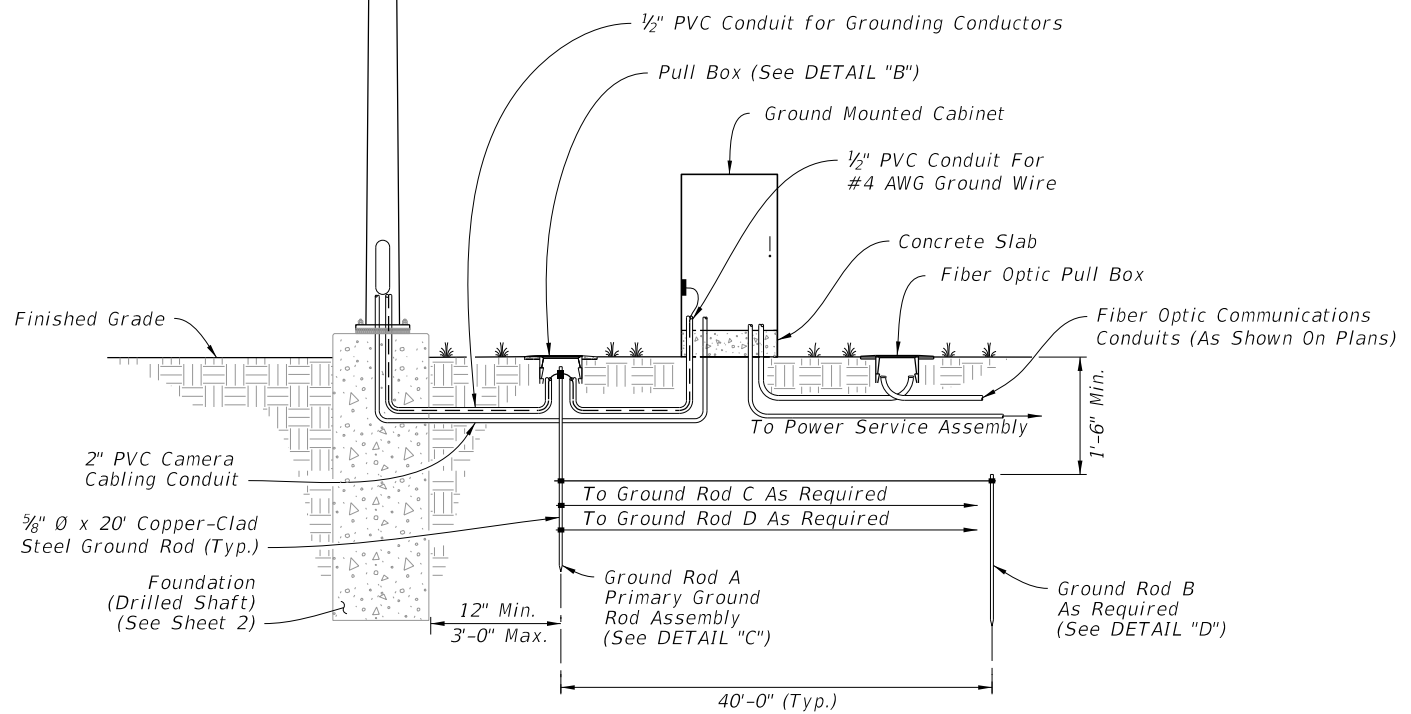 ½" PVC Conduit for Grounding Conductors
Pull Box (See DETAIL "B")
Ground Mounted Cabinet
½" PVC Conduit For
#4 AWG Ground Wire
Concrete Slab
Fiber Optic Pull Box
Fiber Optic Communications
Conduits (As Shown On Plans)
Finished Grade
1'-6" Min.
To Power Service Assembly
2" PVC Camera
Cabling Conduit
To Ground Rod C As Required
To Ground Rod D As Required
⅝" Ø x 20' Copper-Clad
Steel Ground Rod (Typ.)
Foundation
(Drilled Shaft)
(See Sheet 2)
12" Min.
3'-0" Max.
Ground Rod A
Primary Ground
Rod Assembly
(See DETAIL "C")
Ground Rod B
As Required
(See DETAIL "D")
40'-0" (Typ.)